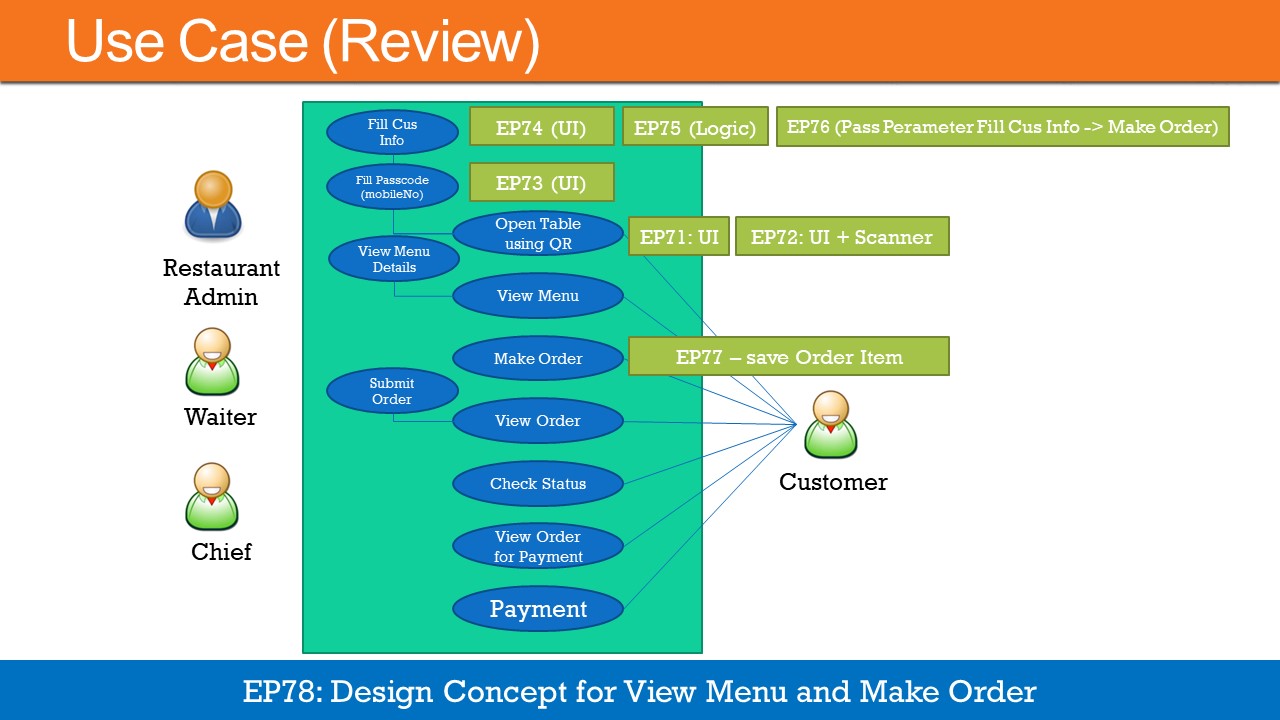 Use Case (Review)
Fill Cus
Info
EP74 (UI)
EP75 (Logic)
EP76 (Pass Perameter Fill Cus Info -> Make Order)
Fill Passcode
(mobileNo)
EP73 (UI)
Open Table
using QR
EP71: UI
EP72: UI + Scanner
View Menu
Details
Restaurant
Admin
View Menu
Make Order
EP77 – save Order Item
Submit
Order
Waiter
View Order
Check Status
Customer
View Order
for Payment
Chief
Payment
EP78: Design Concept for View Menu and Make Order